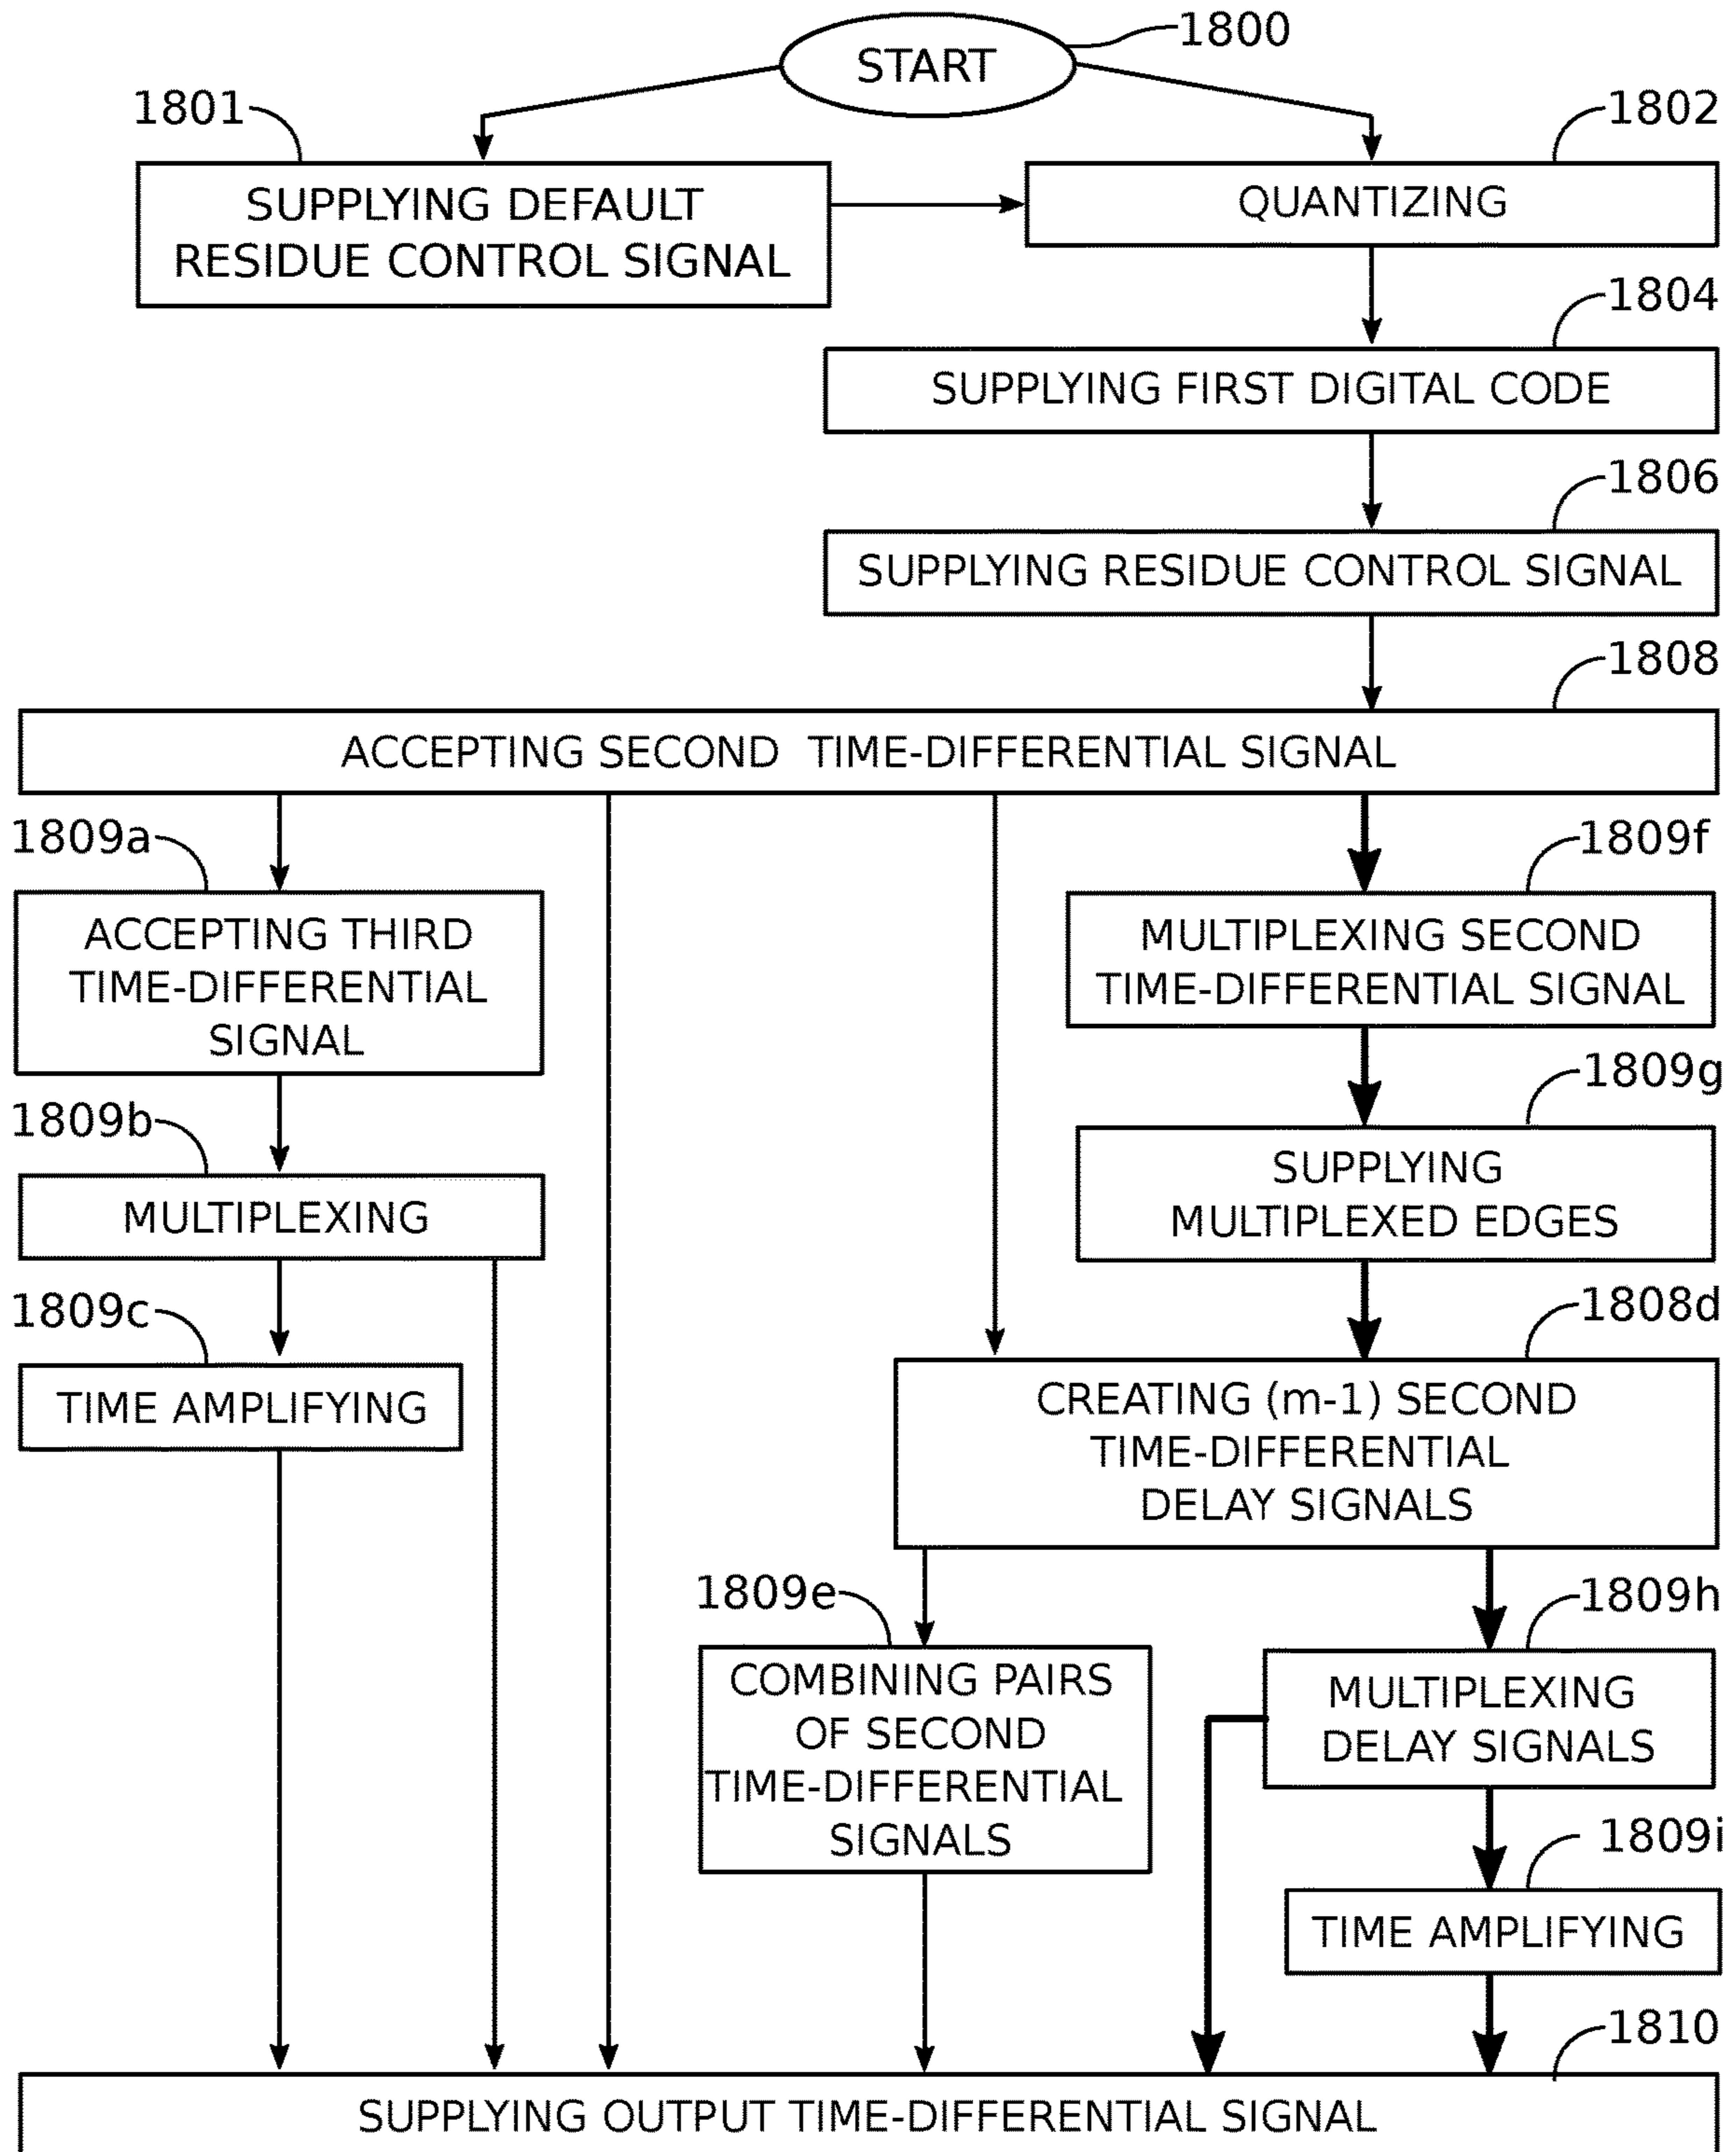 1800
START
1801
1802
SUPPLYING DEFAULT
RESIDUE CONTROL SIGNAL
QUANTIZING
1804
SUPPLYING FIRST DIGITAL CODE
1806
SUPPLYING RESIDUE CONTROL SIGNAL
1808
ACCEPTING SECOND TIME-DIFFERENTIAL SIGNAL
1809a
1809f
ACCEPTING THIRD
TIME-DIFFERENTIAL
SIGNAL
MULTIPLEXING SECOND
TIME-DIFFERENTIAL SIGNAL
1809g
1809b
SUPPLYING
MULTIPLEXED EDGES
MULTIPLEXING
1809c
1808d
TIME AMPLIFYING
CREATING (m-1) SECOND
TIME-DIFFERENTIAL
DELAY SIGNALS
1809e
1809h
COMBINING PAIRS
OF SECOND
TIME-DIFFERENTIAL
SIGNALS
MULTIPLEXING
DELAY SIGNALS
1809i
TIME AMPLIFYING
1810
SUPPLYING OUTPUT TIME-DIFFERENTIAL SIGNAL